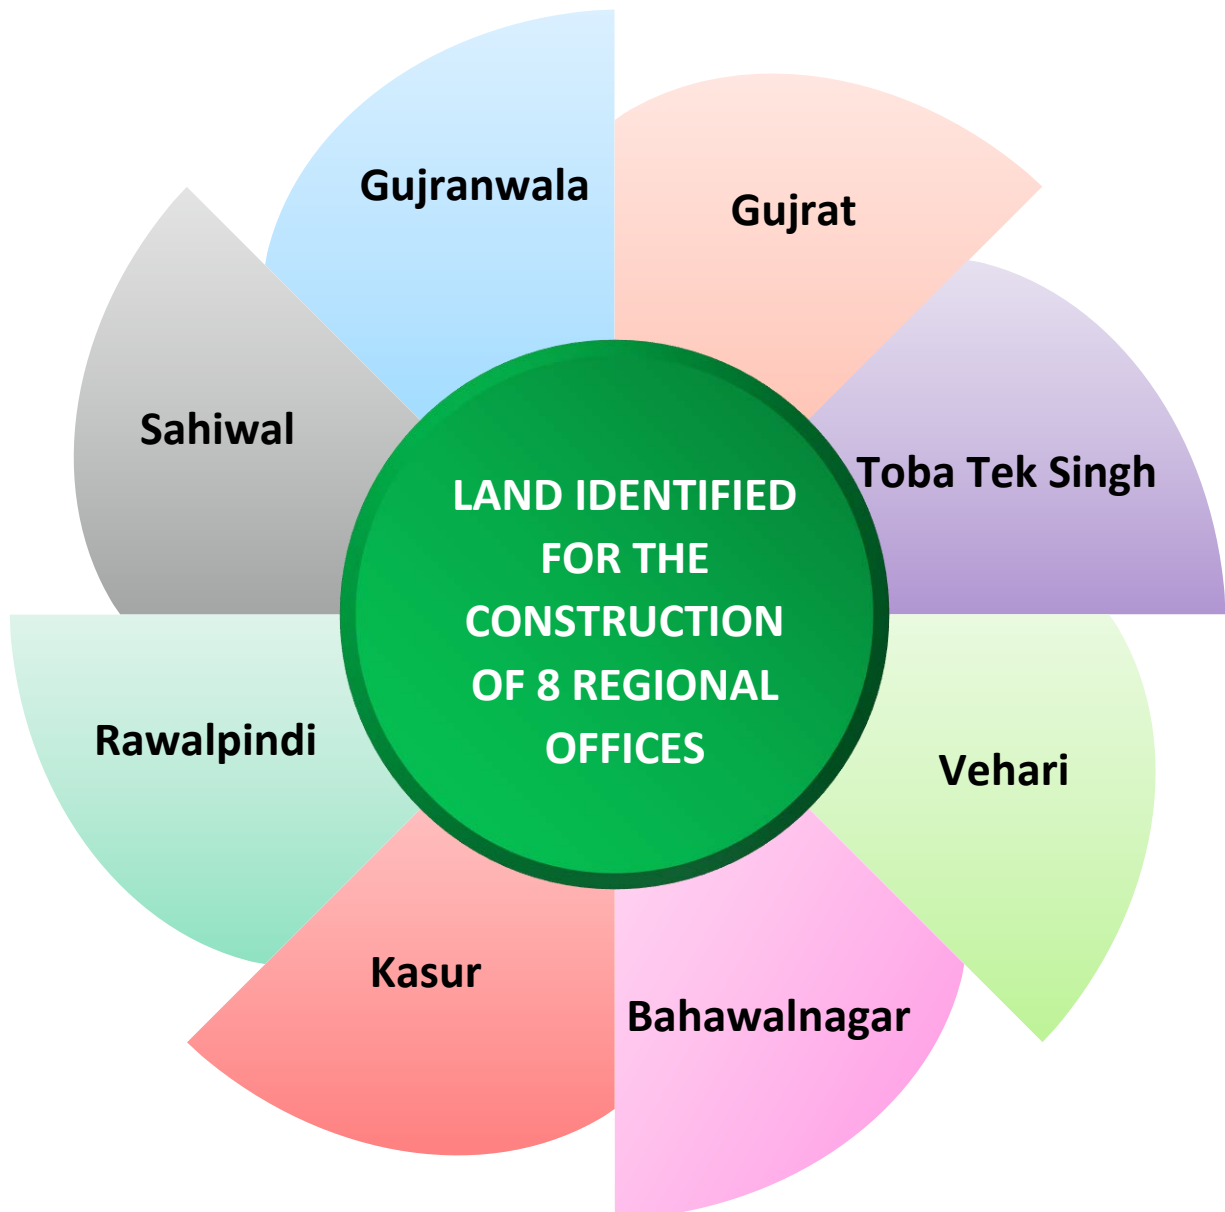 Gujranwala
Gujrat
Sahiwal
Toba Tek Singh
LAND IDENTIFIED
FOR THE
CONSTRUCTION
OF 8 REGIONAL
OFFICES
Rawalpindi
Vehari
Kasur
Bahawalnagar